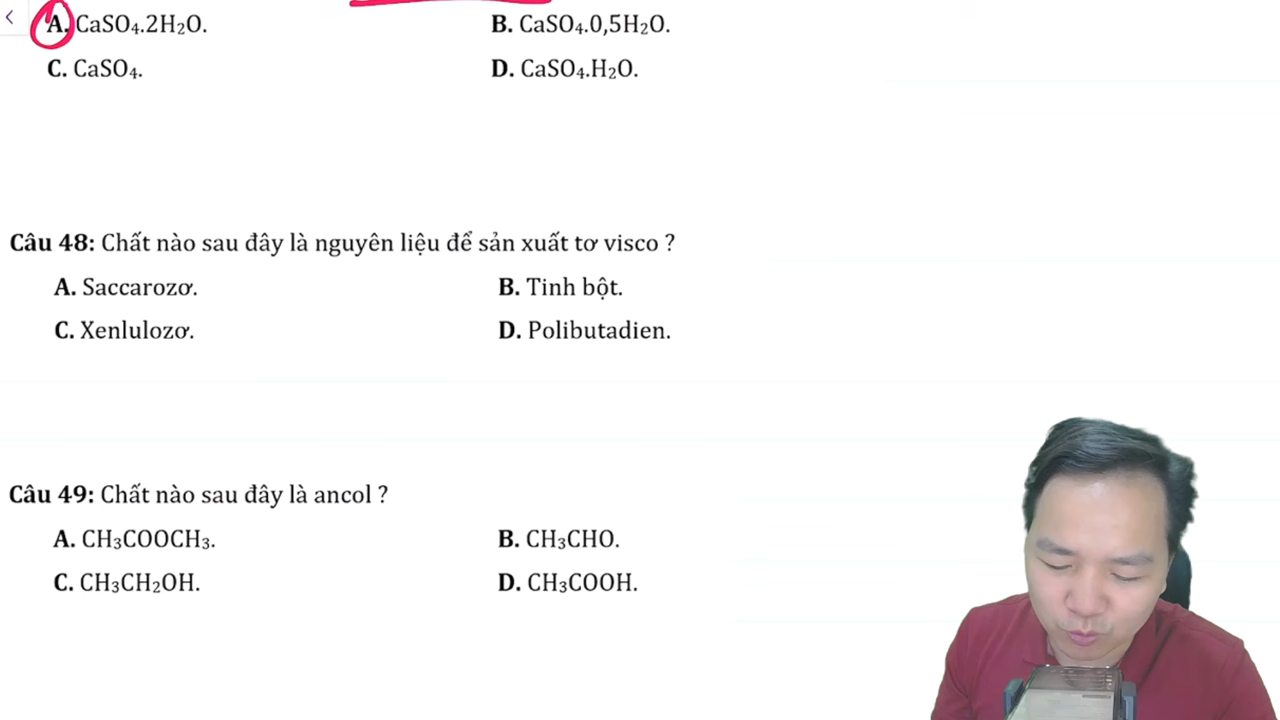 A. CaSO₄.2H₂O. B. CaSO₄.0,5H₂O.
C. CaSO₄. D. CaSO₄.H₂O.
Câu 48: Chất nào sau đây là nguyên liệu để sản xuất tơ visco ?
A. Saccarozơ. B. Tinh bột.
C. Xenlulozơ. D. Polibutadien.
Câu 49: Chất nào sau đây là ancol ?
A. CH₃COOCH₃. B. CH₃CHO.
C. CH₃CH₂OH. D. CH₃COOH.